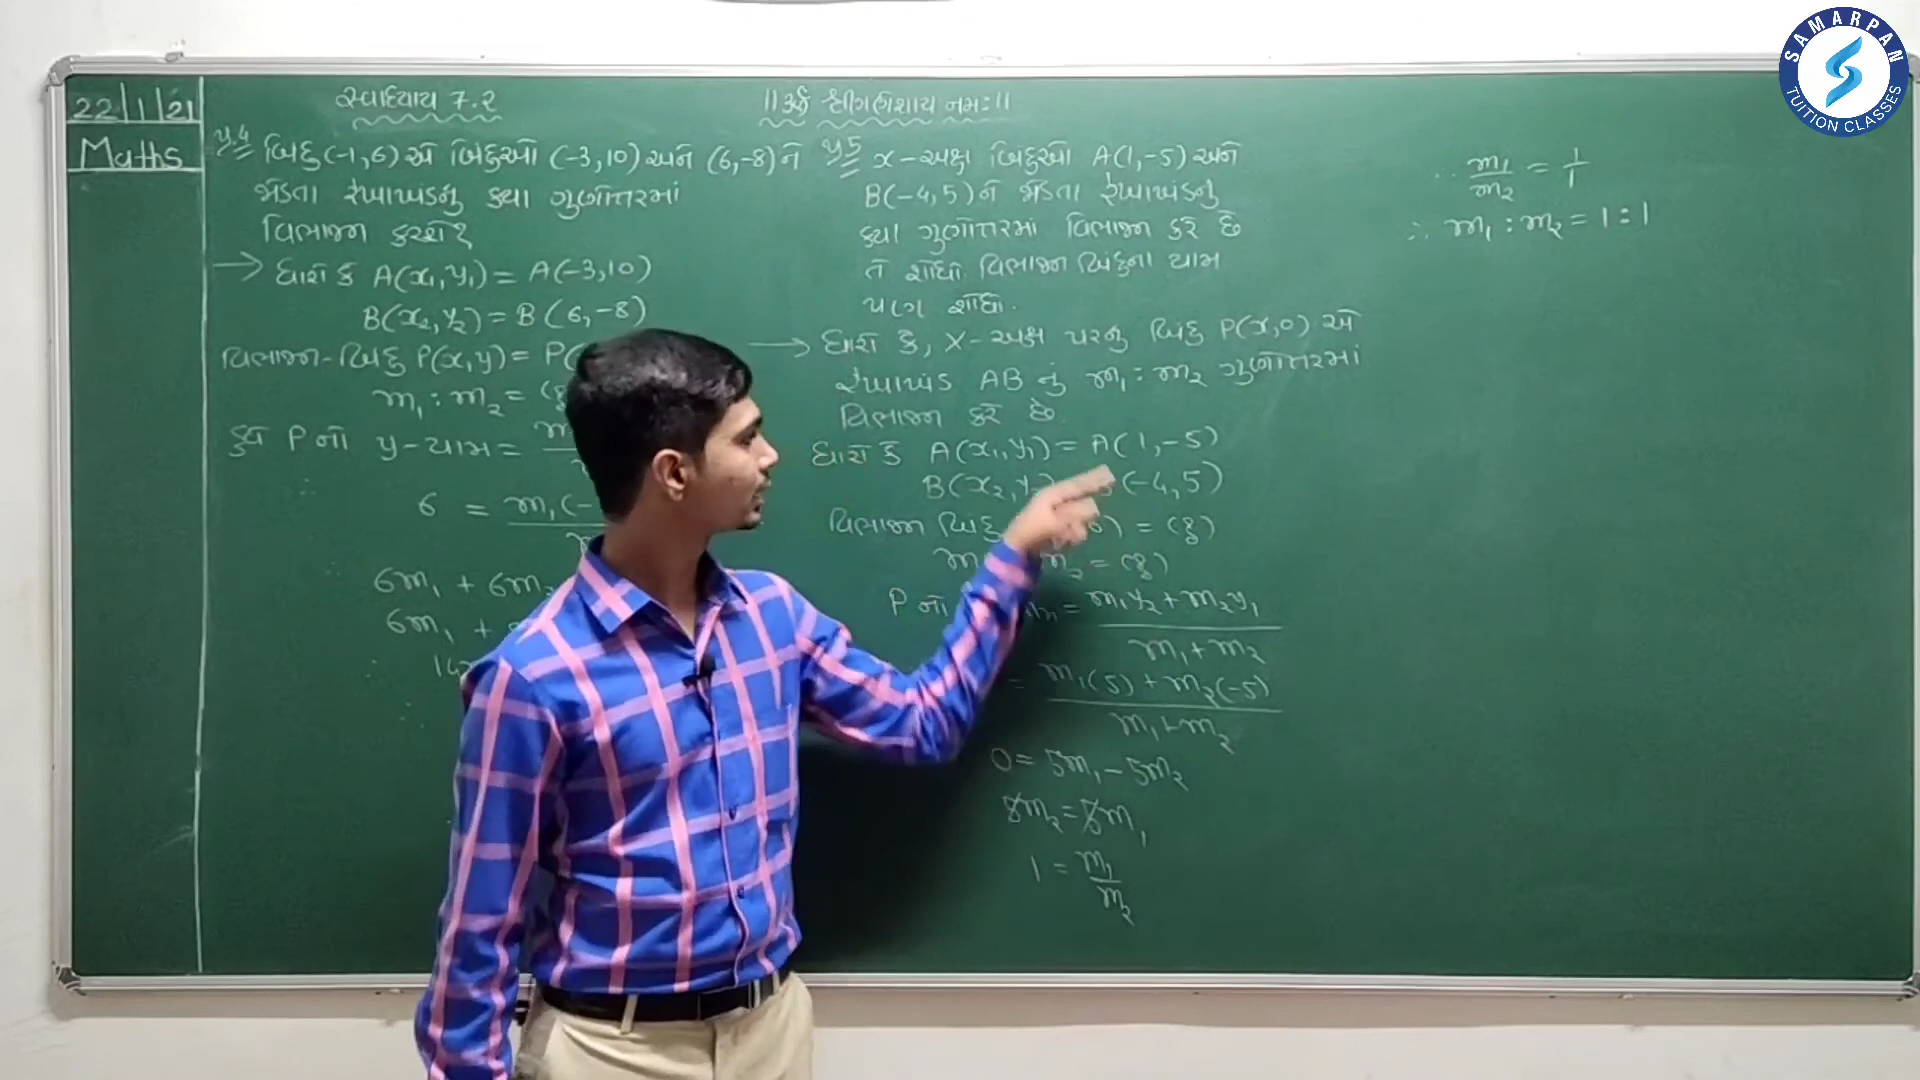 22/1/21
Maths
સ્વાધ્યાય 7.2
પ્ર.4 બિંદુ (-1,6) એ બિંદુઓ (-3,10) અને (6,-8) ને
જોડતા રેખાખંડનું કયા ગુણોત્તરમાં
વિભાજન કરશે?
→ ધારો કે A(x₁,y₁) = A(-3,10)
B(x₂,y₂) = B(6,-8)
વિભાજન-બિંદુ P(x,y) = P(
m₁ : m₂ = (?
હવે P નો y-યામ =
6 = m₁(-
6m₁ + 6m₂
6m₁ +
॥ૐ શ્રી ગણેશાય નમઃ॥
પ્ર.5 x-અક્ષ બિંદુઓ A(1,-5) અને
B(-4,5) ને જોડતા રેખાખંડનું
કયા ગુણોત્તરમાં વિભાજન કરે છે
તે શોધો. વિભાજન બિંદુના યામ
પણ શોધો.
→ ધારો કે, X-અક્ષ પરનું બિંદુ P(x,0) એ
રેખાખંડ AB નું m₁ : m₂ ગુણોત્તરમાં
વિભાજન કરે છે.
ધારો કે A(x₁,y₁) = A(1,-5)
B(x₂,y₂ (-4,5)
વિભાજન બિંદુ 0) = (?)
m m₂ = (?)
P નો = m₁y₂ + m₂y₁
m₁ + m₂
= m₁(5) + m₂(-5)
m₁ + m₂
0 = 5m₁ - 5m₂
5m₂ = 5m₁
1 = m₁/m₂
∴ m₁/m₂ = 1/1
∴ m₁ : m₂ = 1 : 1
SAMARPAN
TUITION CLASSES